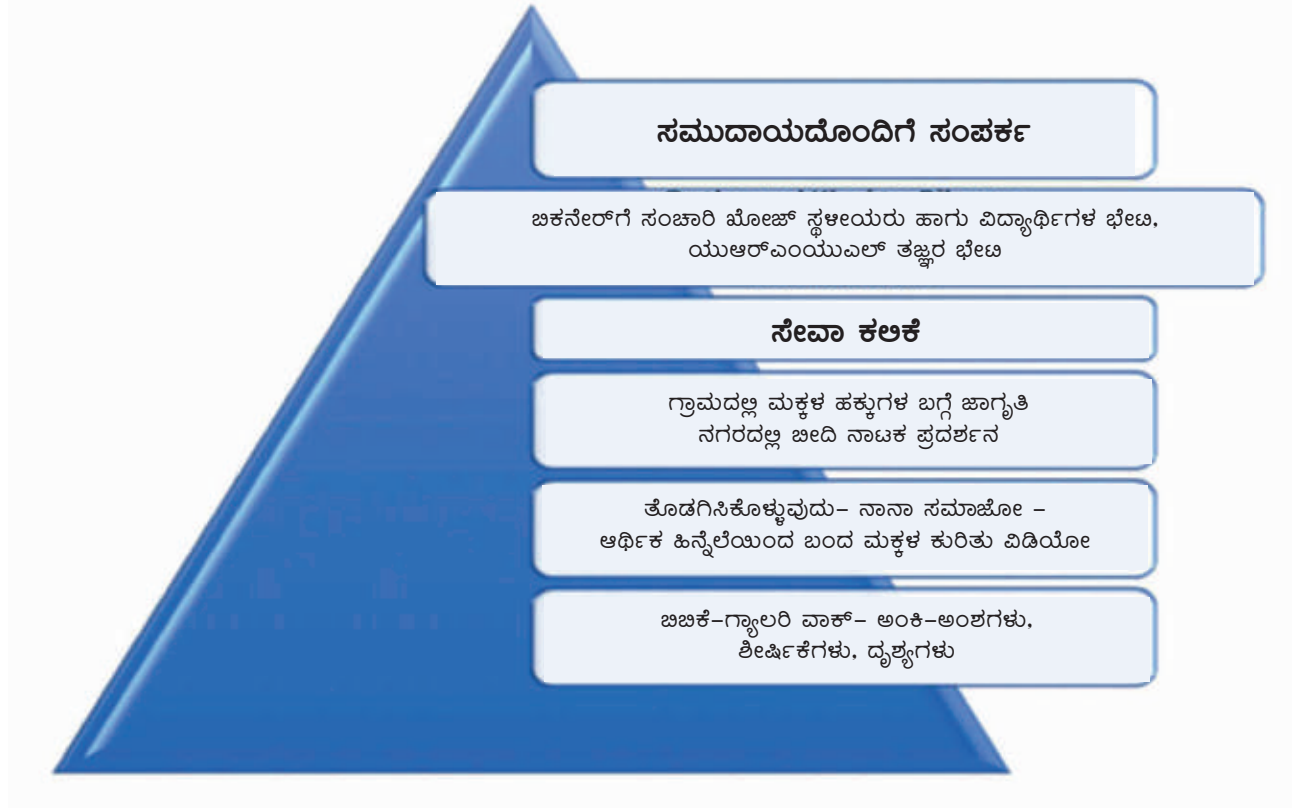 ಸಮುದಾಯದೊಂದಿಗೆ ಸಂಪರ್ಕ
ಬಿಕನೇರ್‌ಗೆ ಸಂಚಾರಿ ಖೋಜ್ ಸ್ಥಳೀಯರು ಹಾಗು ವಿದ್ಯಾರ್ಥಿಗಳ ಭೇಟಿ,
ಯುಆರ್‌ಎಂಯುಎಲ್ ತಜ್ಞರ ಭೇಟಿ
ಸೇವಾ ಕಲಿಕೆ
ಗ್ರಾಮದಲ್ಲಿ ಮಕ್ಕಳ ಹಕ್ಕುಗಳ ಬಗ್ಗೆ ಜಾಗೃತಿ
ನಗರದಲ್ಲಿ ಬೀದಿ ನಾಟಕ ಪ್ರದರ್ಶನ
ತೊಡಗಿಸಿಕೊಳ್ಳುವುದು– ನಾನಾ ಸಮಾಜೋ –
ಆರ್ಥಿಕ ಹಿನ್ನೆಲೆಯಿಂದ ಬಂದ ಮಕ್ಕಳ ಕುರಿತು ವಿಡಿಯೋ
ಬಿಬಿಕೆ–ಗ್ಯಾಲರಿ ವಾಕ್– ಅಂಕಿ–ಅಂಶಗಳು,
ಶೀರ್ಷಿಕೆಗಳು, ದೃಶ್ಯಗಳು